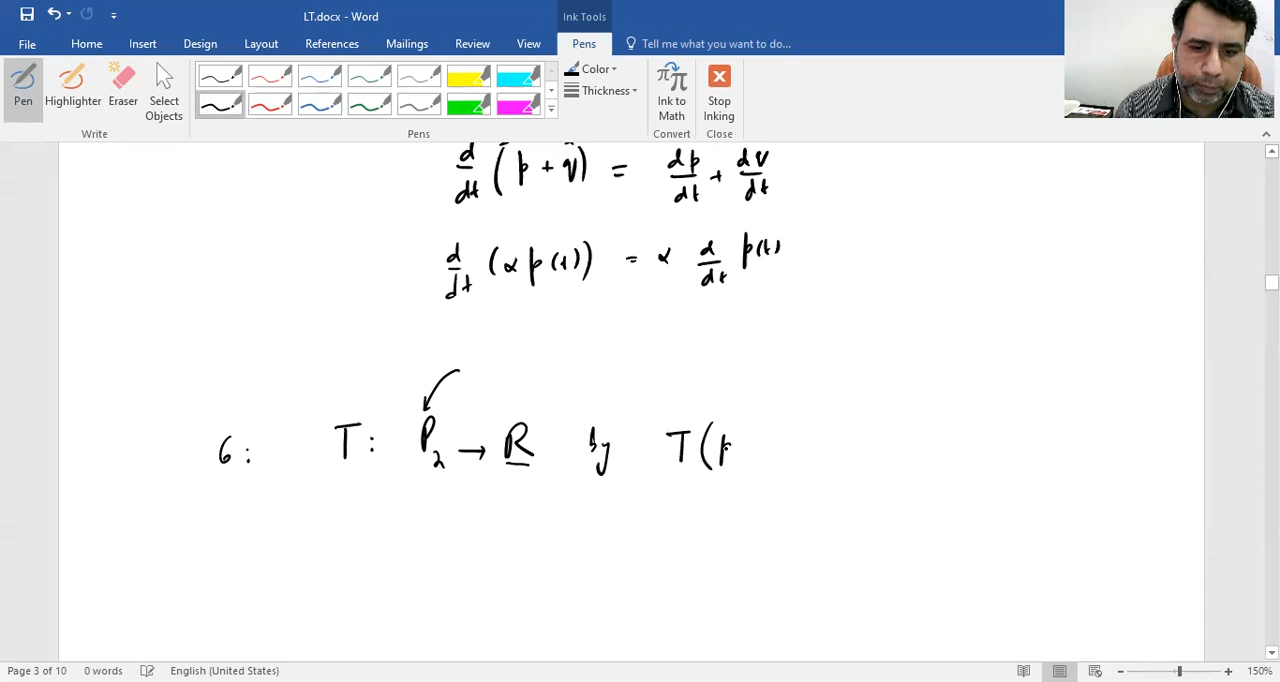 LT.docx - Word
Ink Tools
File Home Insert Design Layout References Mailings Review View Pens Tell me what you want to do...
Pen Highlighter Eraser Select Objects
Color
Thickness
Ink to Math
Stop Inking
Write Pens Convert Close
d/dt (p + q) = dp/dt + dq/dt
d/dt (α p(t)) = α d/dt p(t)
6: T: P₂ → R by T(p
Page 3 of 10 0 words English (United States) 150%